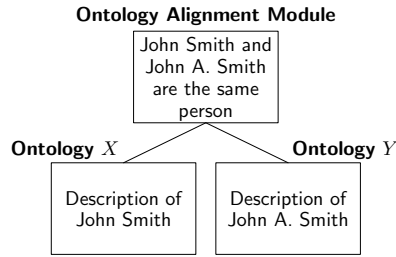 Ontology Alignment Module
John Smith and
John A. Smith
are the same
person
Ontology X
Ontology Y
Description of
John Smith
Description of
John A. Smith